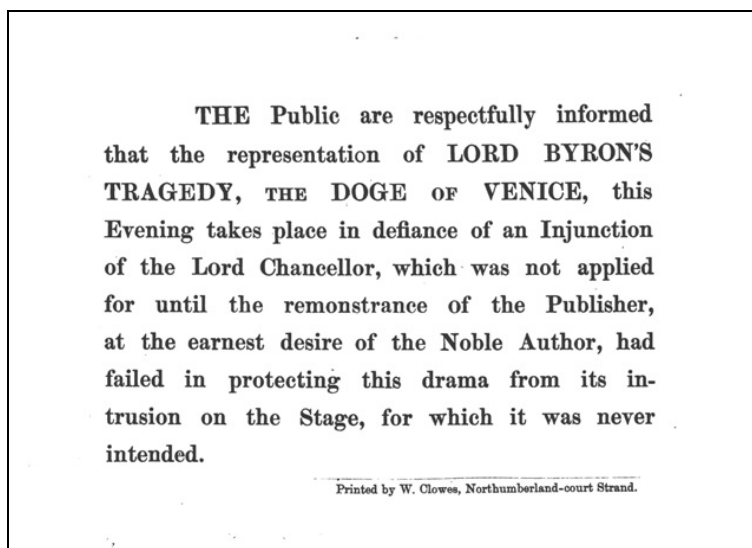 THE Public are respectfully informed
that the representation of LORD BYRON'S
TRAGEDY, THE DOGE OF VENICE, this
Evening takes place in defiance of an Injunction
of the Lord Chancellor, which was not applied
for until the remonstrance of the Publisher,
at the earnest desire of the Noble Author, had
failed in protecting this drama from its in-
trusion on the Stage, for which it was never
intended.
Printed by W. Clowes, Northumberland-court Strand.